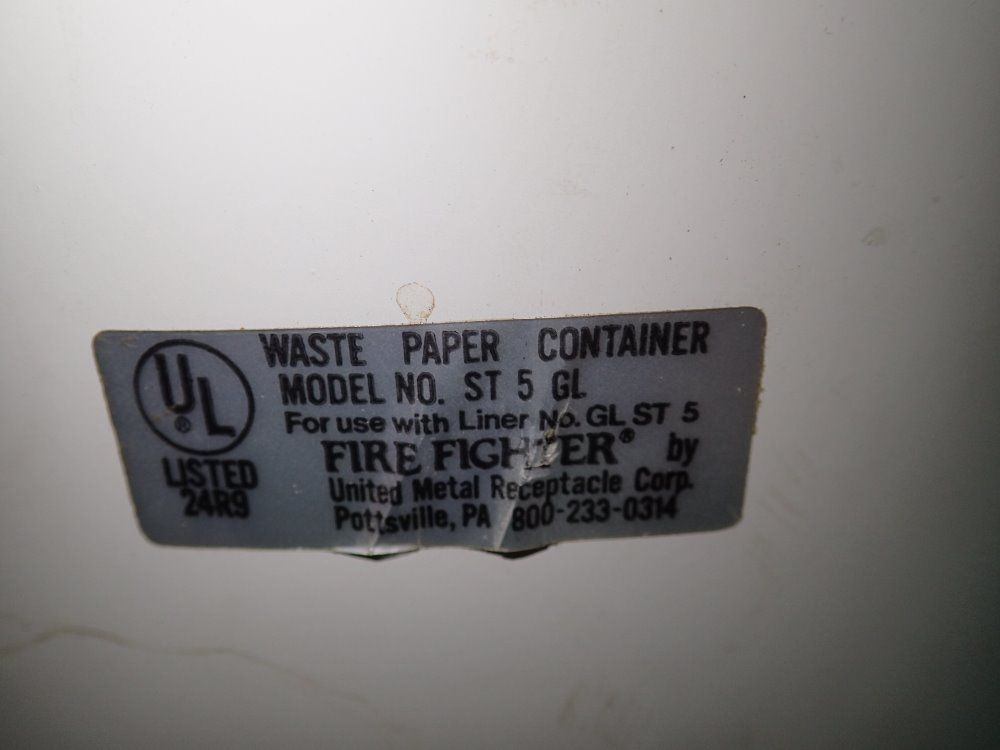 WASTE PAPER CONTAINER
MODEL NO. ST 5 GL
For use with Liner No. GL ST 5
FIRE FIGHTER® by
United Metal Receptacle Corp.
Pottsville, PA 800-233-0314
UL®
LISTED
24R9